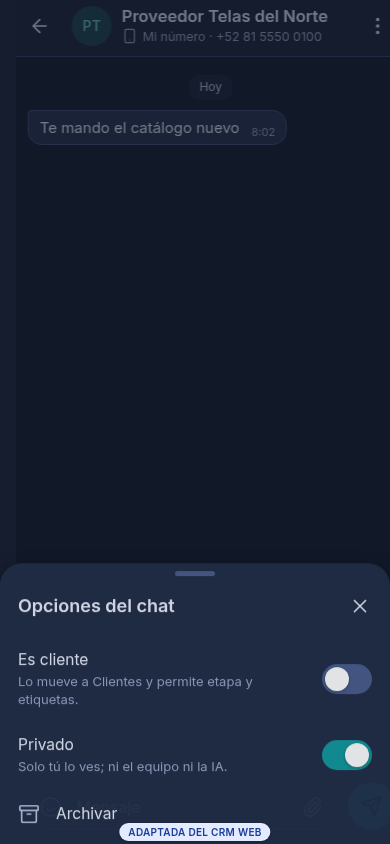 PT
Proveedor Telas del Norte
Mi número · +52 81 5550 0100
Hoy
Te mando el catálogo nuevo 8:02
Opciones del chat
Es cliente
Lo mueve a Clientes y permite etapa y
etiquetas.
Privado
Solo tú lo ves; ni el equipo ni la IA.
Archivar
ADAPTADA DEL CRM WEB